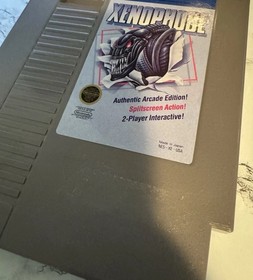 XENOPHOBE
Authentic Arcade Edition!
Splitscreen Action!
2-Player Interactive!